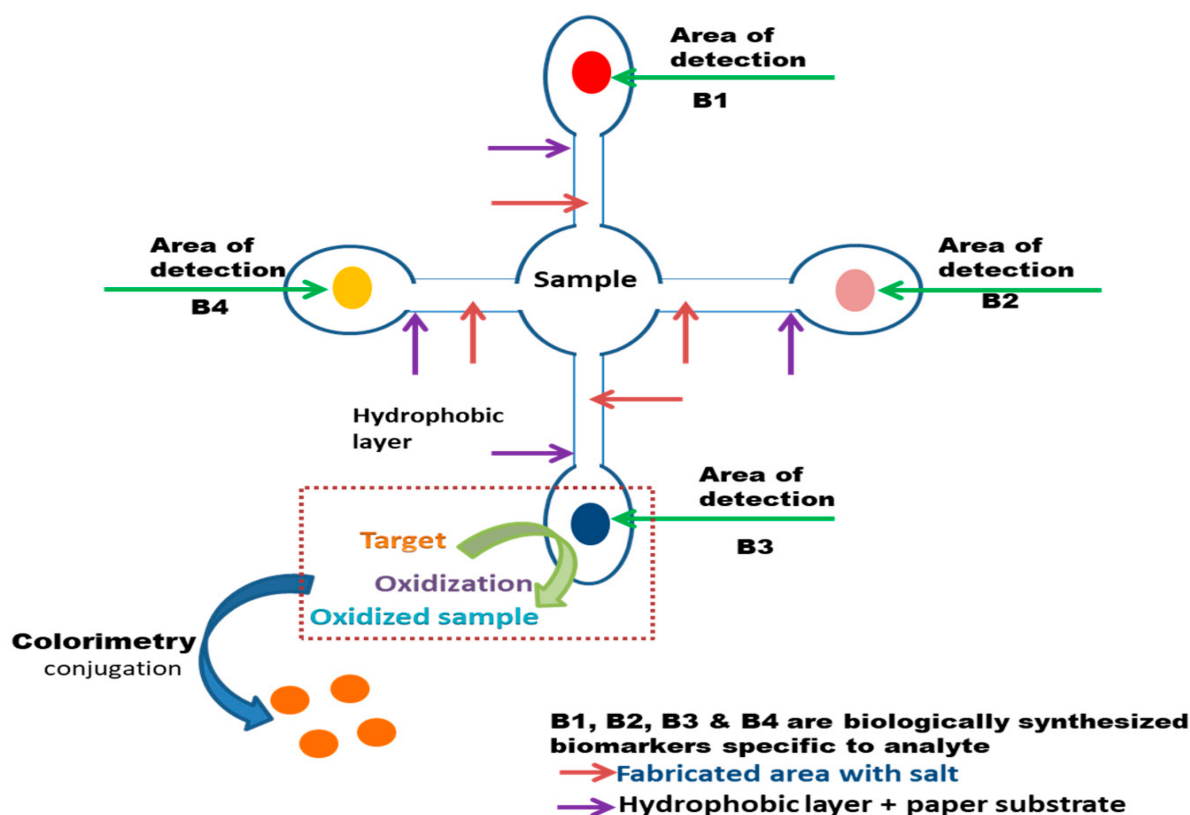 Area of
detection
B1
Area of
detection
B4
Sample
Area of
detection
B2
Hydrophobic
layer
Area of
detection
B3
Target
Oxidization
Oxidized sample
Colorimetry
conjugation
B1, B2, B3 & B4 are biologically synthesized
biomarkers specific to analyte
Fabricated area with salt
Hydrophobic layer + paper substrate